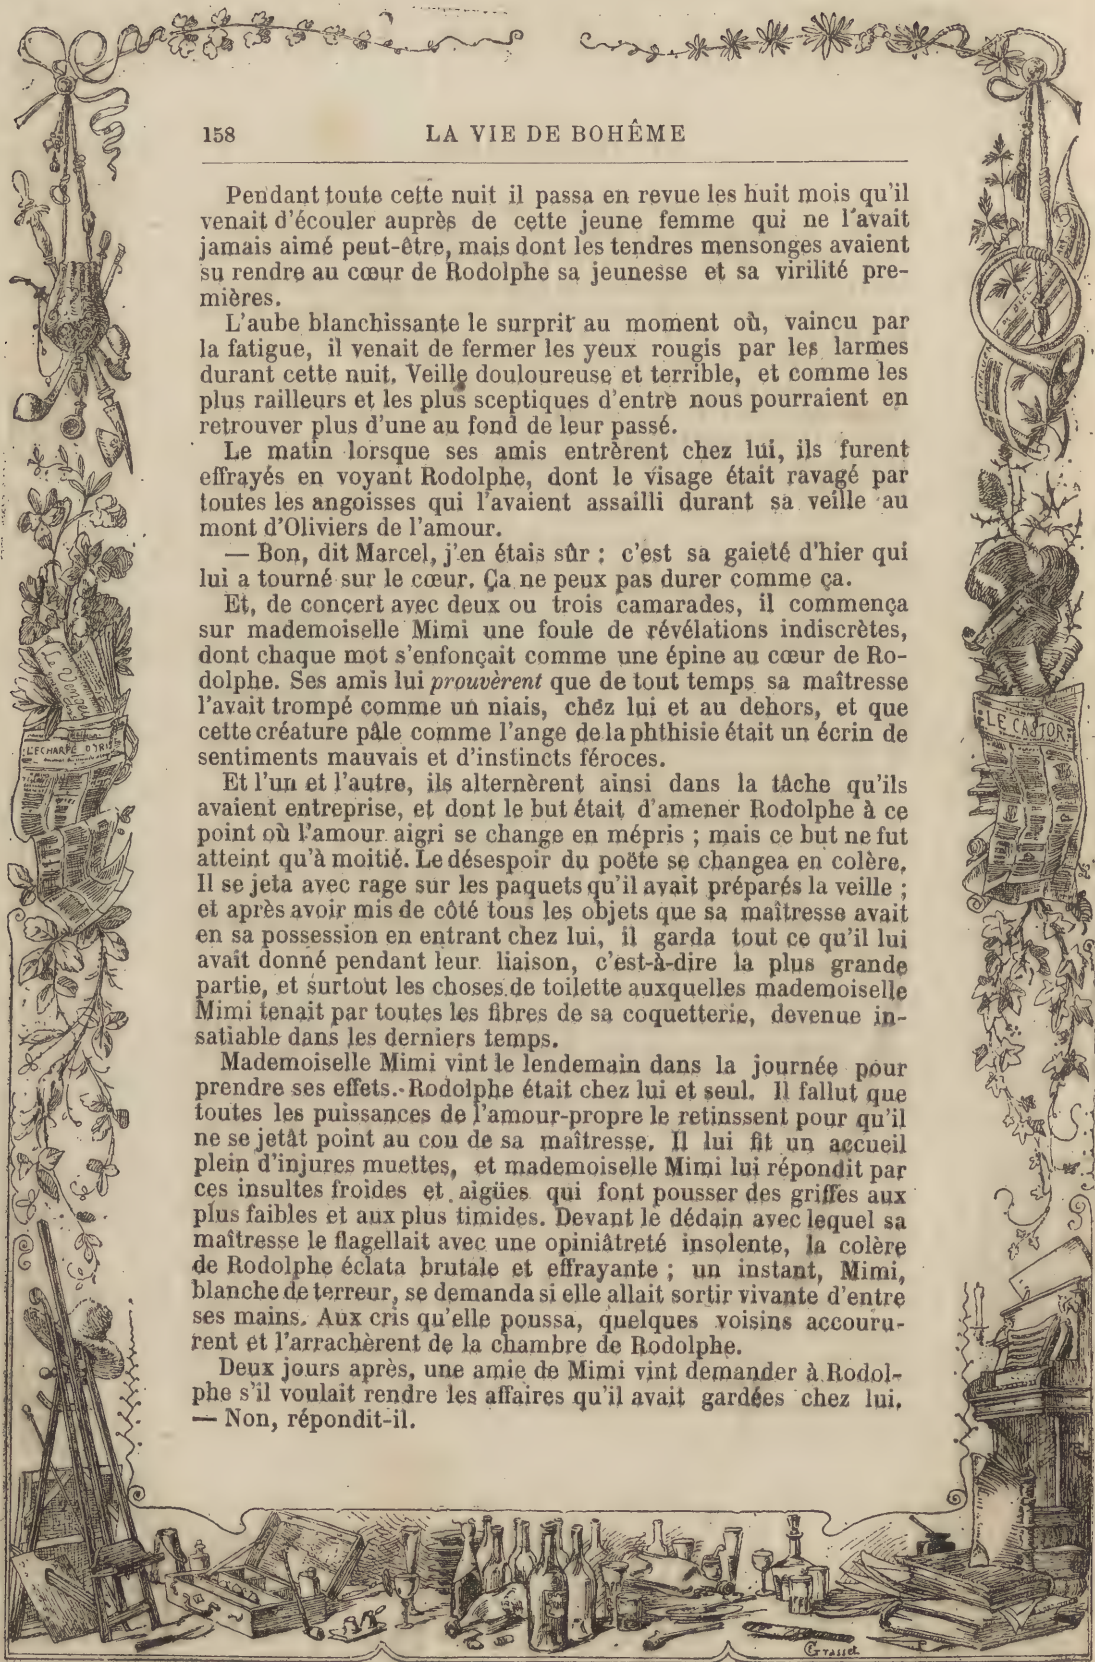 158 LA VIE DE BOHÊME
Pendant toute cette nuit il passa en revue les huit mois qu'il
venait d'écouler auprès de cette jeune femme qui ne l'avait
jamais aimé peut-être, mais dont les tendres mensonges avaient
su rendre au cœur de Rodolphe sa jeunesse et sa virilité pre-
mières.
L'aube blanchissante le surprit au moment où, vaincu par
la fatigue, il venait de fermer les yeux rougis par les larmes
durant cette nuit. Veille douloureuse et terrible, et comme les
plus railleurs et les plus sceptiques d'entre nous pourraient en
retrouver plus d'une au fond de leur passé.
Le matin lorsque ses amis entrèrent chez lui, ils furent
effrayés en voyant Rodolphe, dont le visage était ravagé par
toutes les angoisses qui l'avaient assailli durant sa veille au
mont d'Oliviers de l'amour.
— Bon, dit Marcel, j'en étais sûr : c'est sa gaieté d'hier qui
lui a tourné sur le cœur. Ça ne peux pas durer comme ça.
Et, de concert avec deux ou trois camarades, il commença
sur mademoiselle Mimi une foule de révélations indiscrètes,
dont chaque mot s'enfonçait comme une épine au cœur de Ro-
dolphe. Ses amis lui prouvèrent que de tout temps sa maîtresse
l'avait trompé comme un niais, chez lui et au dehors, et que
cette créature pâle comme l'ange de la phthisie était un écrin de
sentiments mauvais et d'instincts féroces.
Et l'un et l'autre, ils alternèrent ainsi dans la tâche qu'ils
avaient entreprise, et dont le but était d'amener Rodolphe à ce
point où l'amour aigri se change en mépris ; mais ce but ne fut
atteint qu'à moitié. Le désespoir du poëte se changea en colère.
Il se jeta avec rage sur les paquets qu'il avait préparés la veille ;
et après avoir mis de côté tous les objets que sa maîtresse avait
en sa possession en entrant chez lui, il garda tout ce qu'il lui
avait donné pendant leur liaison, c'est-à-dire la plus grande
partie, et surtout les choses de toilette auxquelles mademoiselle
Mimi tenait par toutes les fibres de sa coquetterie, devenue in-
satiable dans les derniers temps.
Mademoiselle Mimi vint le lendemain dans la journée pour
prendre ses effets. Rodolphe était chez lui et seul. Il fallut que
toutes les puissances de l'amour-propre le retinssent pour qu'il
ne se jetât point au cou de sa maîtresse. Il lui fit un accueil
plein d'injures muettes, et mademoiselle Mimi lui répondit par
ces insultes froides et aigües qui font pousser des griffes aux
plus faibles et aux plus timides. Devant le dédain avec lequel sa
maîtresse le flagellait avec une opiniâtreté insolente, la colère
de Rodolphe éclata brutale et effrayante ; un instant, Mimi,
blanche de terreur, se demanda si elle allait sortir vivante d'entre
ses mains. Aux cris qu'elle poussa, quelques voisins accouru-
rent et l'arrachèrent de la chambre de Rodolphe.
Deux jours après, une amie de Mimi vint demander à Rodol-
phe s'il voulait rendre les affaires qu'il avait gardées chez lui.
— Non, répondit-il.
L'ECHARPE D'IRIS
LE CASTOR
Grasset